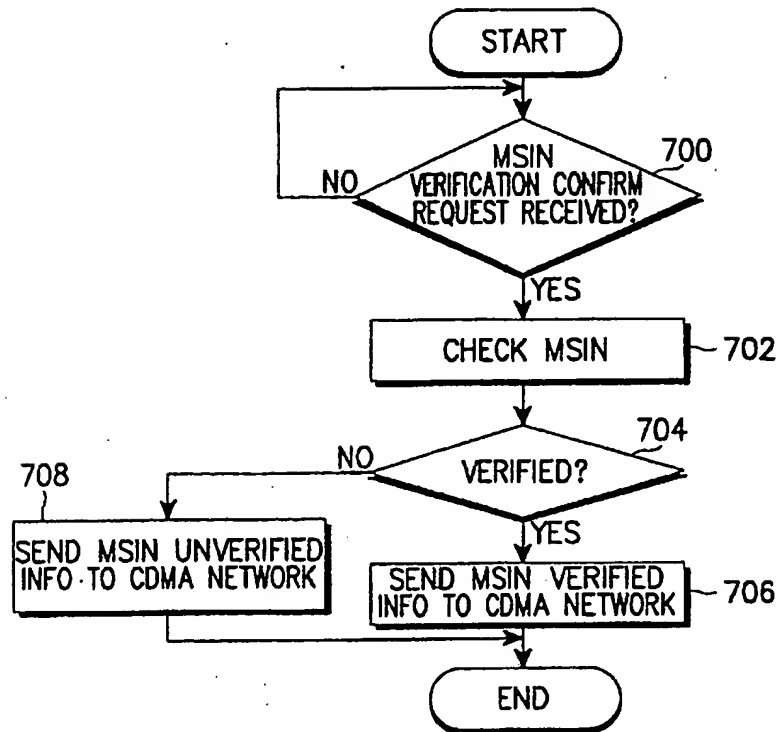 START
MSIN
VERIFICATION CONFIRM
REQUEST RECEIVED?
700
NO
YES
CHECK MSIN
702
704
VERIFIED?
NO
YES
708
SEND MSIN UNVERIFIED
INFO TO CDMA NETWORK
SEND MSIN VERIFIED
INFO TO CDMA NETWORK
706
END